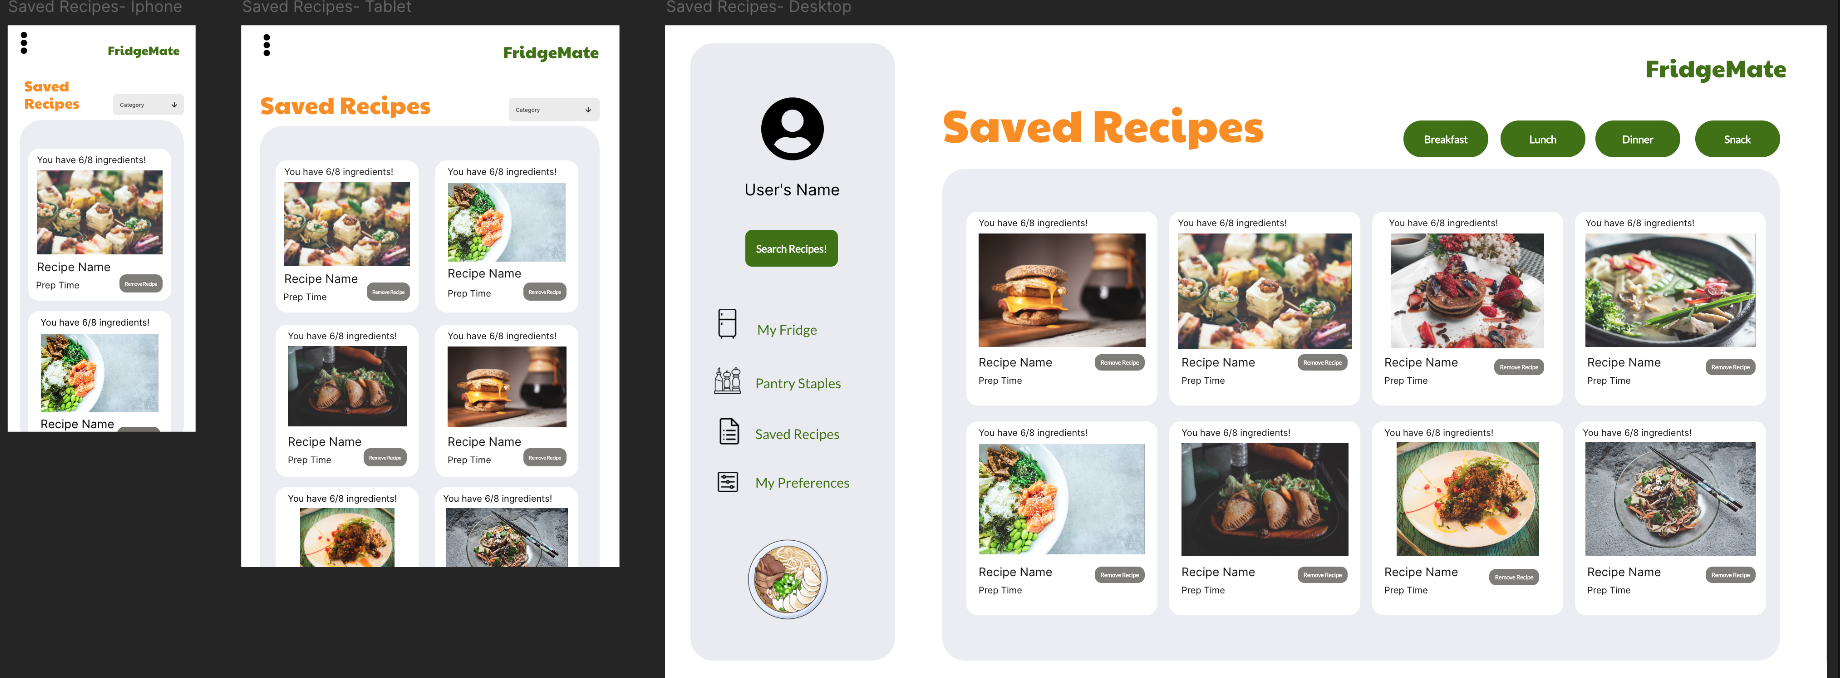 Saved Recipes- Iphone
FridgeMate
Saved
Recipes
Category
You have 6/8 ingredients!
Recipe Name
Prep Time
Remove Recipe
You have 6/8 ingredients!
Recipe Name
Saved Recipes- Tablet
FridgeMate
Saved Recipes
Category
You have 6/8 ingredients!
Recipe Name
Prep Time
Remove Recipe
You have 6/8 ingredients!
Recipe Name
Prep Time
Remove Recipe
You have 6/8 ingredients!
Recipe Name
Prep Time
Remove Recipe
You have 6/8 ingredients!
Recipe Name
Prep Time
Remove Recipe
You have 6/8 ingredients!
You have 6/8 ingredients!
Saved Recipes- Desktop
User's Name
Search Recipes!
My Fridge
Pantry Staples
Saved Recipes
My Preferences
FridgeMate
Saved Recipes
Breakfast
Lunch
Dinner
Snack
You have 6/8 ingredients!
Recipe Name
Prep Time
Remove Recipe
You have 6/8 ingredients!
Recipe Name
Prep Time
Remove Recipe
You have 6/8 ingredients!
Recipe Name
Prep Time
Remove Recipe
You have 6/8 ingredients!
Recipe Name
Prep Time
Remove Recipe
You have 6/8 ingredients!
Recipe Name
Prep Time
Remove Recipe
You have 6/8 ingredients!
Recipe Name
Prep Time
Remove Recipe
You have 6/8 ingredients!
Recipe Name
Prep Time
Remove Recipe
You have 6/8 ingredients!
Recipe Name
Prep Time
Remove Recipe